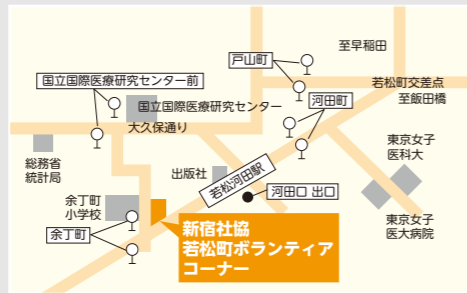 至早稲田
戸山町
若松町交差点
至飯田橋
国立国際医療研究センター前
国立国際医療研究センター
大久保通り
河田町
総務省
統計局
出版社
若松河田駅
河田口 出口
東京女子
医科大
余丁町
小学校
余丁町
東京女子
医大病院
新宿社協
若松町ボランティア
コーナー